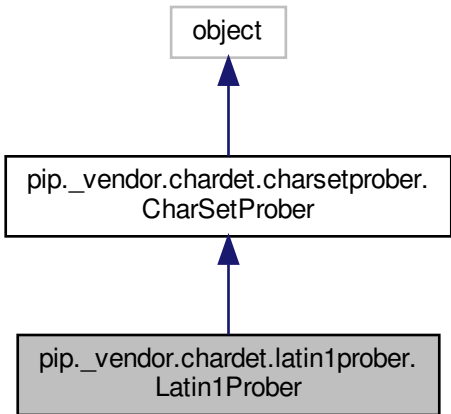 object
pip._vendor.chardet.charsetprober.
CharSetProber
pip._vendor.chardet.latin1prober.
Latin1Prober